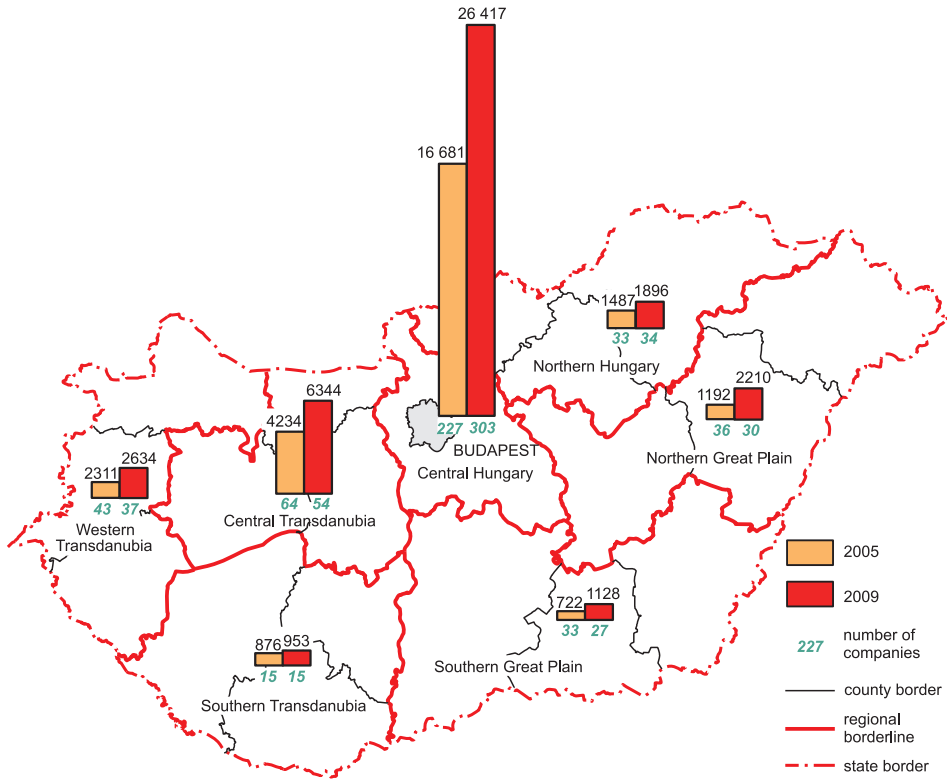 26 417
16 681
1896
1487
33 34
Northern Hungary
2210
1192
36 30
Northern Great Plain
6344
4234
64 54
Central Transdanubia
227 303
BUDAPEST
Central Hungary
2634
2311
43 37
Western
Transdanubia
1128
722
33 27
Southern Great Plain
876 953
15 15
Southern Transdanubia
2005
2009
227 number of
companies
county border
regional
borderline
state border